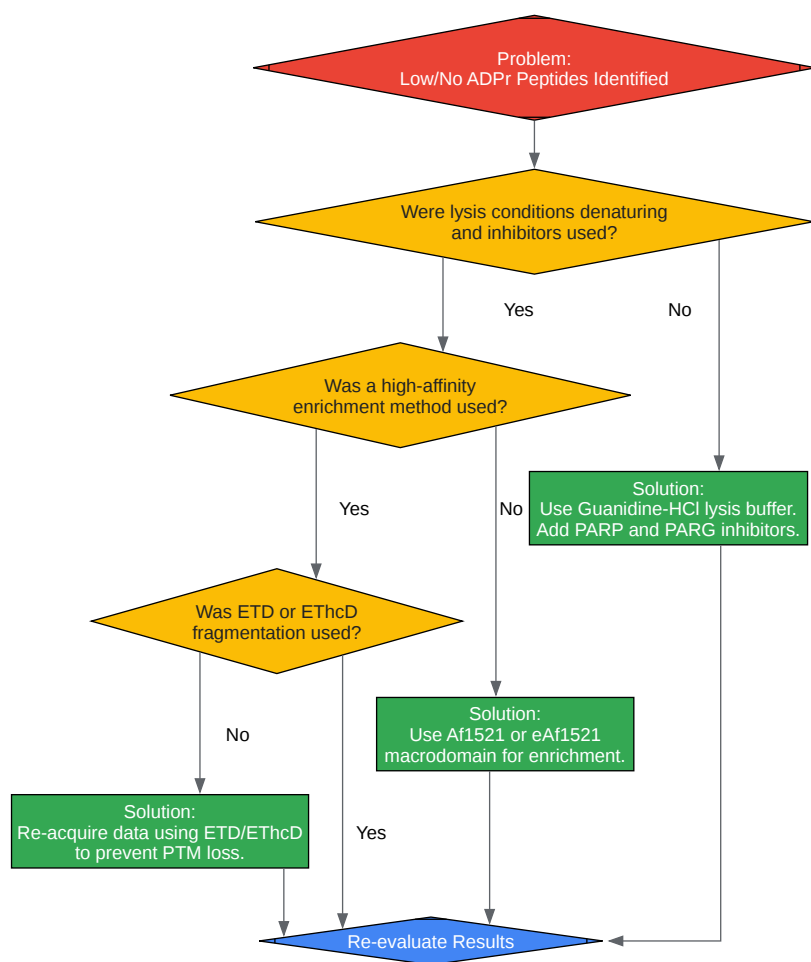 Problem:
Low/No ADPr Peptides Identified
Were lysis conditions denaturing
and inhibitors used?
Yes
No
Was a high-affinity
enrichment method used?
Solution:
Use Guanidine-HCl lysis buffer.
Add PARP and PARG inhibitors.
Yes
No
Was ETD or EThcD
fragmentation used?
Solution:
Use Af1521 or eAf1521
macrodomain for enrichment.
No
Solution:
Re-acquire data using ETD/EThcD
to prevent PTM loss.
Yes
Re-evaluate Results